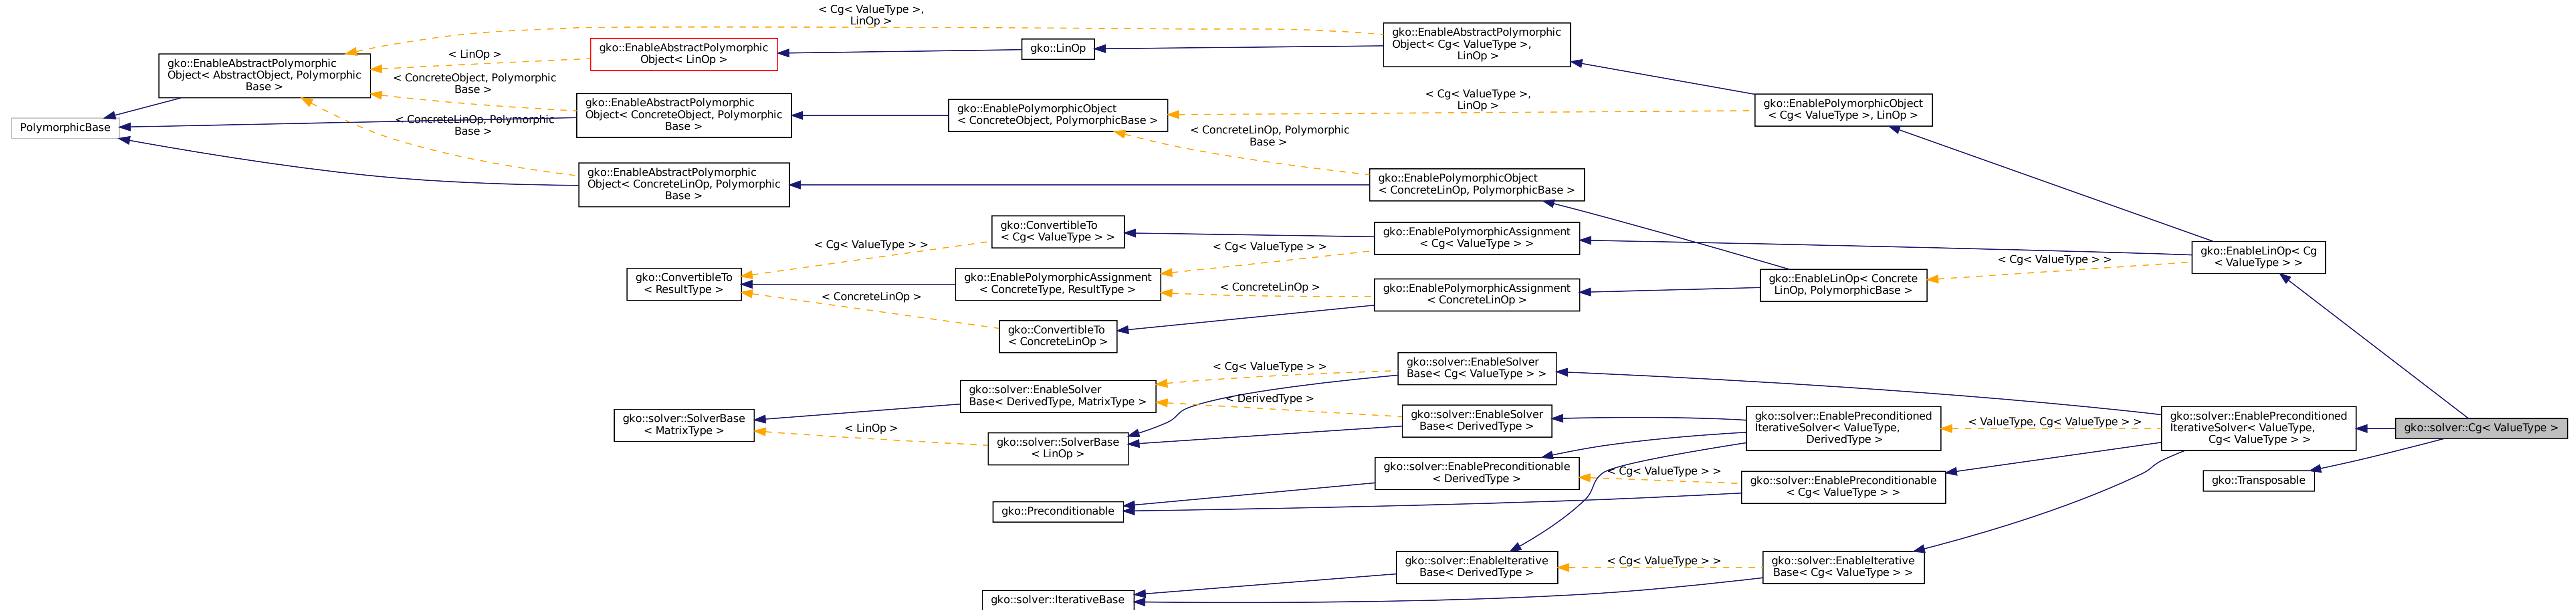 < Cg< ValueType >,
LinOp >
gko::EnableAbstractPolymorphic
Object< Cg< ValueType >,
LinOp >
gko::EnableAbstractPolymorphic
Object< LinOp >
gko::LinOp
< LinOp >
gko::EnableAbstractPolymorphic
Object< AbstractObject, Polymorphic
Base >
< ConcreteObject, Polymorphic
Base >
gko::EnableAbstractPolymorphic
Object< ConcreteObject, Polymorphic
Base >
gko::EnablePolymorphicObject
< ConcreteObject, PolymorphicBase >
< Cg< ValueType >,
LinOp >
gko::EnablePolymorphicObject
< Cg< ValueType >, LinOp >
PolymorphicBase
< ConcreteLinOp, Polymorphic
Base >
< ConcreteLinOp, Polymorphic
Base >
gko::EnableAbstractPolymorphic
Object< ConcreteLinOp, Polymorphic
Base >
gko::EnablePolymorphicObject
< ConcreteLinOp, PolymorphicBase >
gko::ConvertibleTo
< Cg< ValueType > >
gko::EnablePolymorphicAssignment
< Cg< ValueType > >
< Cg< ValueType > >
< Cg< ValueType > >
gko::EnableLinOp< Cg
< ValueType > >
< Cg< ValueType > >
gko::ConvertibleTo
< ResultType >
gko::EnablePolymorphicAssignment
< ConcreteType, ResultType >
< ConcreteLinOp >
gko::EnablePolymorphicAssignment
< ConcreteLinOp >
gko::EnableLinOp< Concrete
LinOp, PolymorphicBase >
< ConcreteLinOp >
gko::ConvertibleTo
< ConcreteLinOp >
gko::solver::EnableSolver
Base< Cg< ValueType > >
< Cg< ValueType > >
gko::solver::EnableSolver
Base< DerivedType, MatrixType >
< DerivedType >
gko::solver::SolverBase
< MatrixType >
< LinOp >
gko::solver::SolverBase
< LinOp >
gko::solver::EnableSolver
Base< DerivedType >
gko::solver::EnablePreconditioned
IterativeSolver< ValueType,
DerivedType >
< ValueType, Cg< ValueType > >
gko::solver::EnablePreconditioned
IterativeSolver< ValueType,
Cg< ValueType > >
gko::solver::Cg< ValueType >
gko::solver::EnablePreconditionable
< DerivedType >
< Cg< ValueType > >
gko::solver::EnablePreconditionable
< Cg< ValueType > >
gko::Transposable
gko::Preconditionable
gko::solver::EnableIterative
Base< DerivedType >
< Cg< ValueType > >
gko::solver::EnableIterative
Base< Cg< ValueType > >
gko::solver::IterativeBase